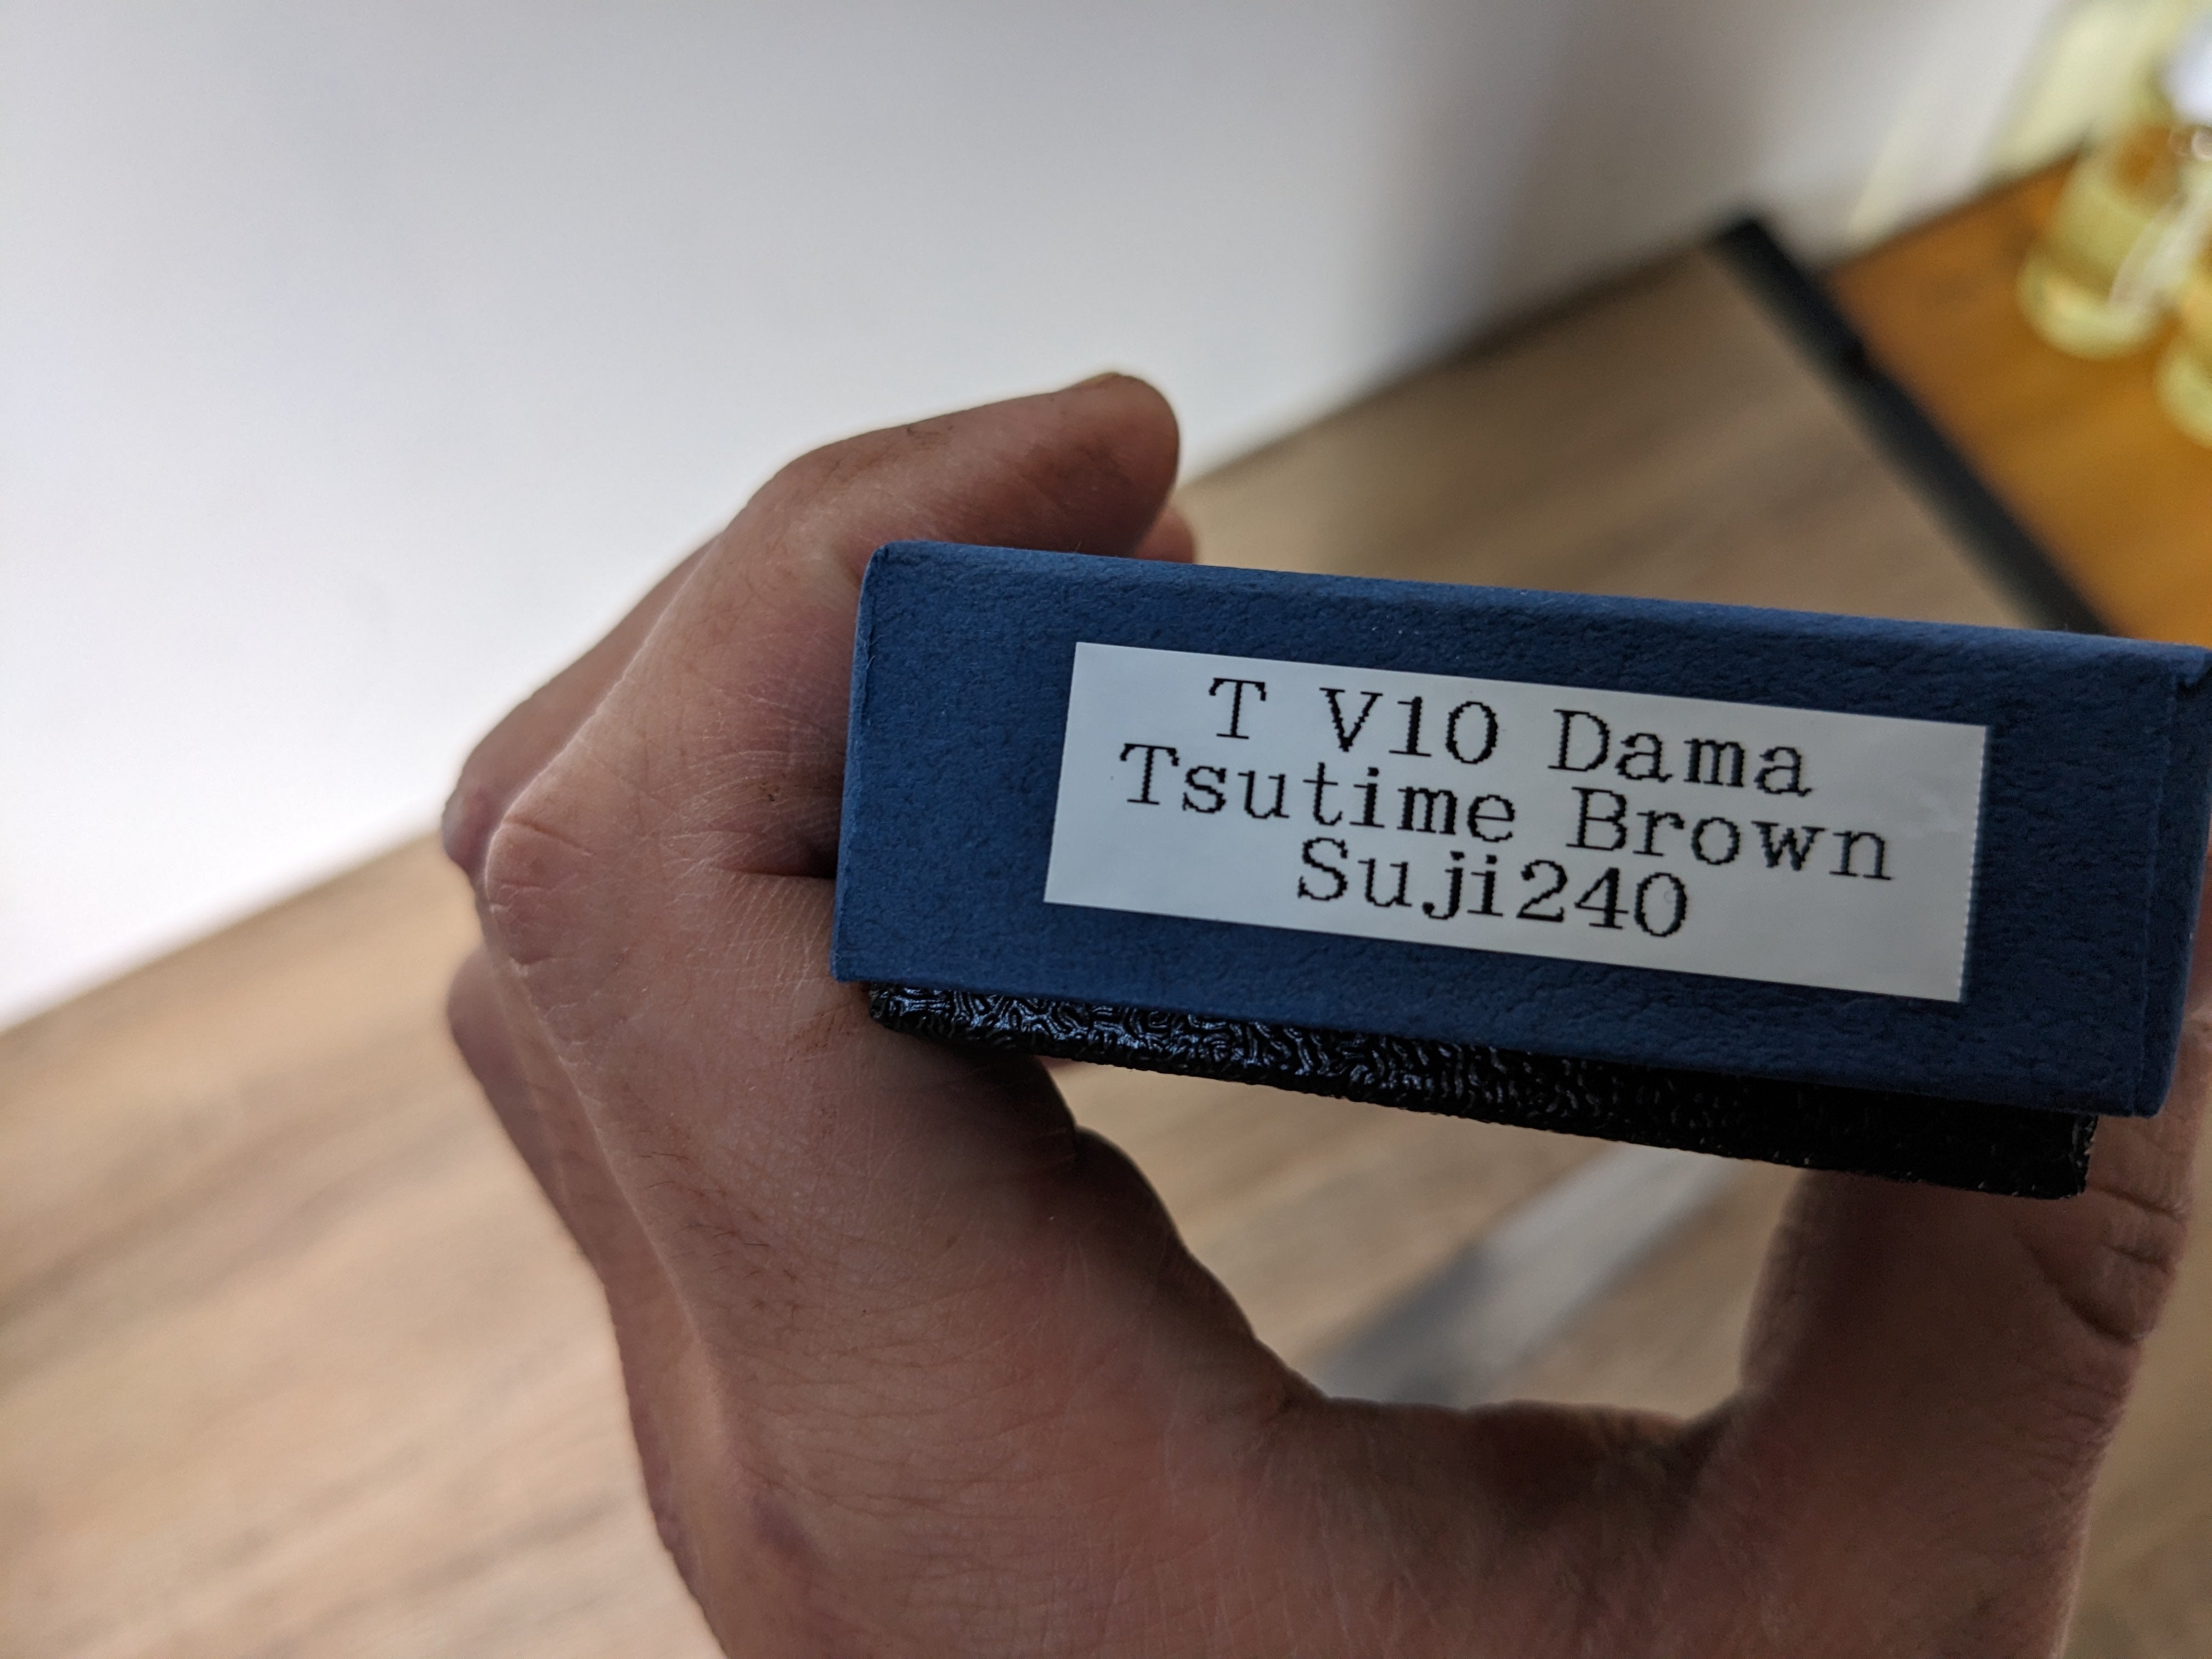 T V10 Dama
Tsutime Brown
Suji240